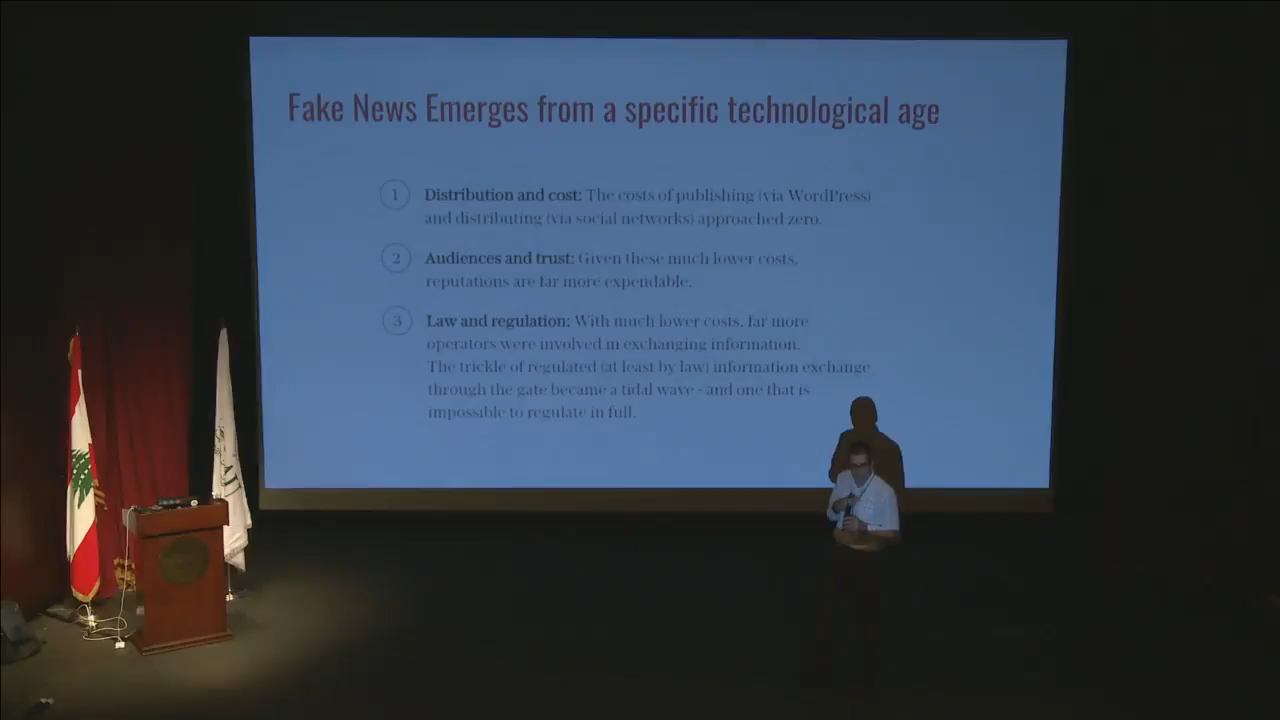 Fake News Emerges from a specific technological age
1 Distribution and cost: The costs of publishing (via WordPress)
and distributing (via social networks) approached zero.
2 Audiences and trust: Given these much lower costs,
reputations are far more expendable.
3 Law and regulation: With much lower costs, far more
operators were involved in exchanging information.
The trickle of regulated (at least by law) information exchange
through the gate became a tidal wave - and one that is
impossible to regulate in full.